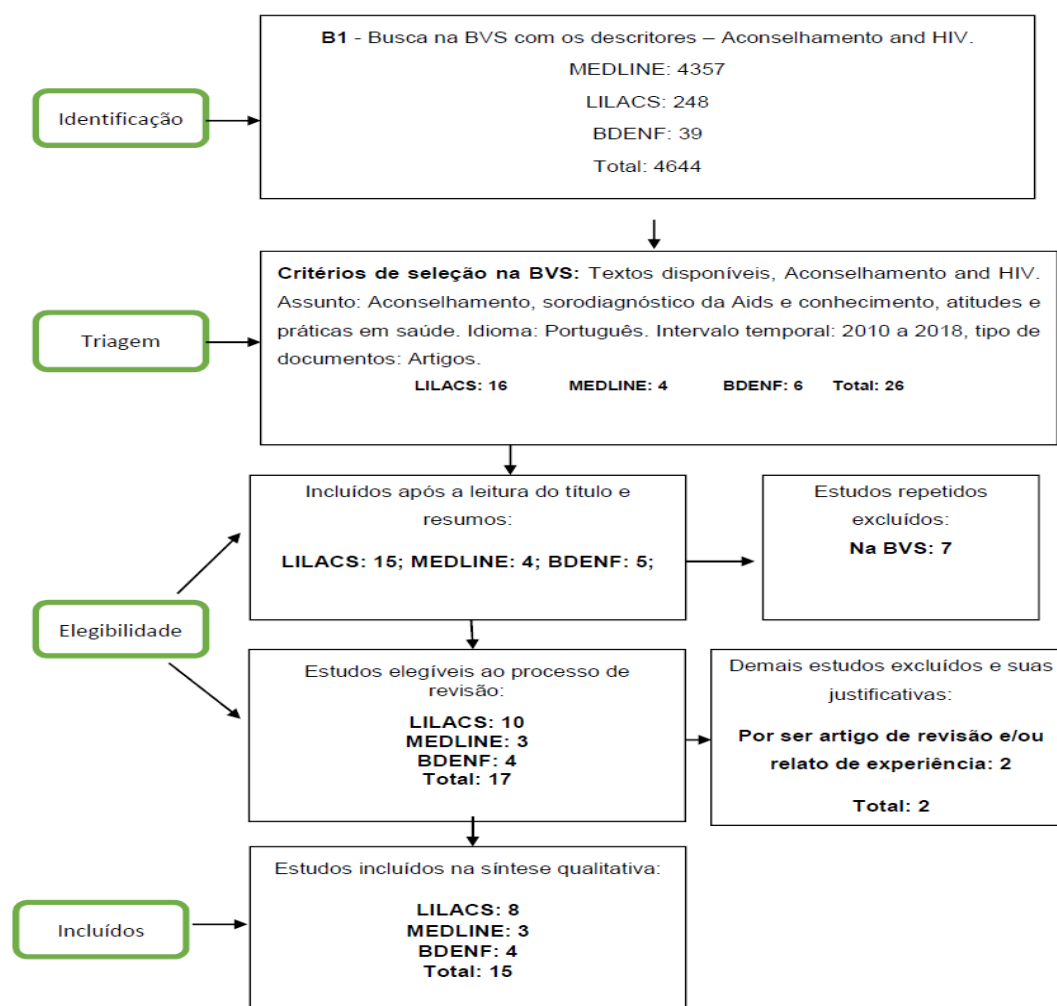 B1 - Busca na BVS com os descritores – Aconselhamento and HIV.
MEDLINE: 4357
LILACS: 248
BDENF: 39
Total: 4644
Identificação
Critérios de seleção na BVS: Textos disponíveis, Aconselhamento and HIV.
Assunto: Aconselhamento, sorodiagnóstico da Aids e conhecimento, atitudes e
práticas em saúde. Idioma: Português. Intervalo temporal: 2010 a 2018, tipo de
documentos: Artigos.
LILACS: 16 MEDLINE: 4 BDENF: 6 Total: 26
Triagem
Incluídos após a leitura do título e
resumos:
LILACS: 15; MEDLINE: 4; BDENF: 5;
Estudos repetidos
excluídos:
Na BVS: 7
Elegibilidade
Estudos elegíveis ao processo de
revisão:
LILACS: 10
MEDLINE: 3
BDENF: 4
Total: 17
Demais estudos excluídos e suas
justificativas:
Por ser artigo de revisão e/ou
relato de experiência: 2
Total: 2
Estudos incluídos na síntese qualitativa:
LILACS: 8
MEDLINE: 3
BDENF: 4
Total: 15
Incluídos